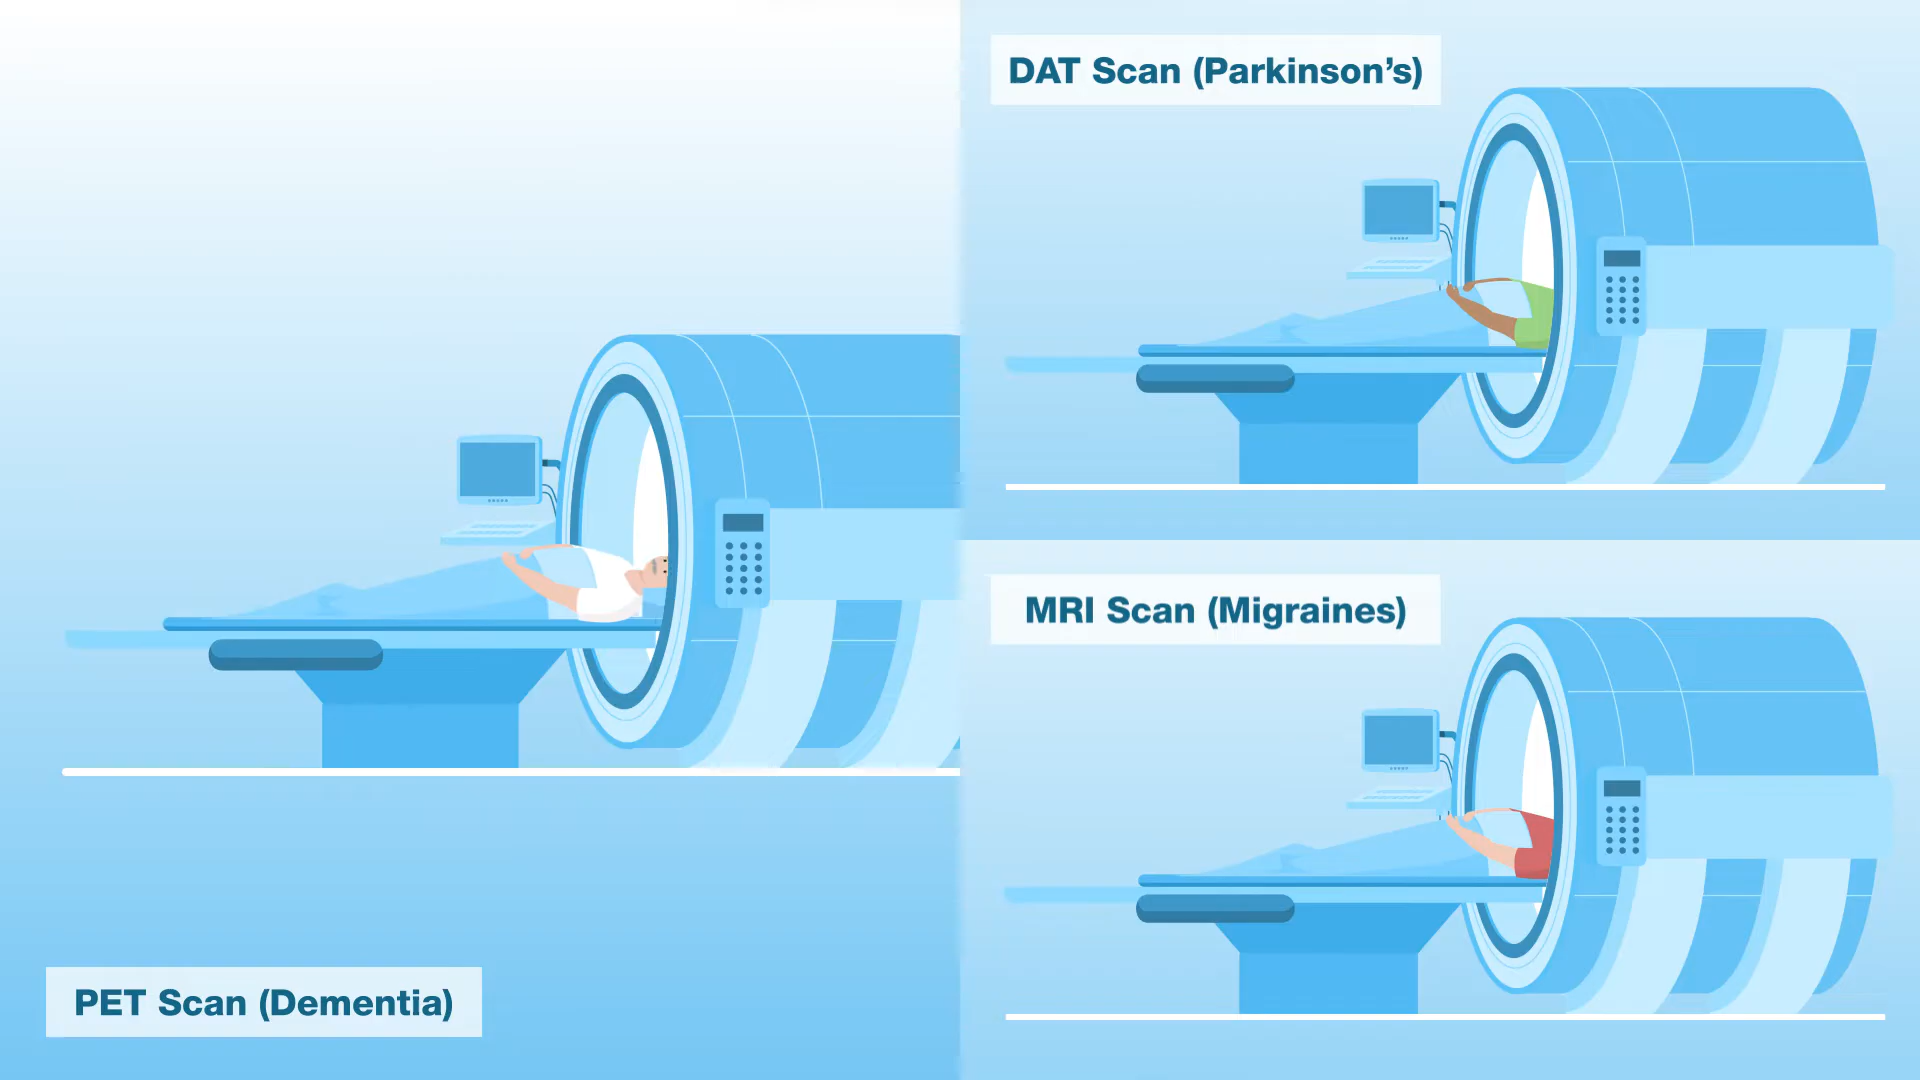 DAT Scan (Parkinson’s)
MRI Scan (Migraines)
PET Scan (Dementia)